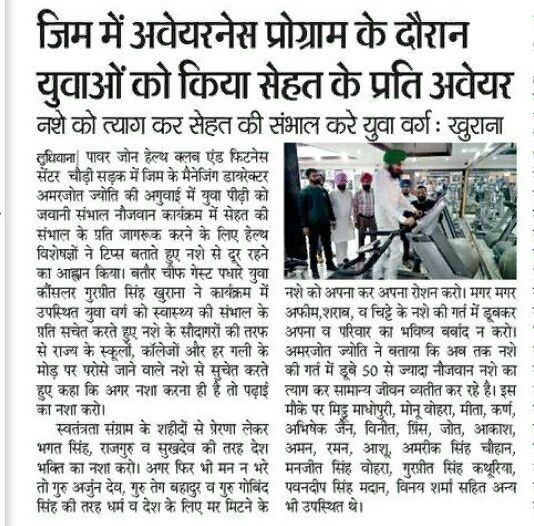 जिम में अवेयरनेस प्रोग्राम के दौरान
युवाओं को किया सेहत के प्रति अवेयर
नशे को त्याग कर सेहत की संभाल करे युवा वर्ग : खुराना
लुधियाना| पावर जोन हेल्थ क्लब एंड फिटनेस
सेंटर चौड़ी सड़क में जिम के मैनेजिंग डायरेक्टर
अमरजोत ज्योति की अगुवाई में युवा पीढ़ी को
जवानी संभाल नौजवान कार्यक्रम में सेहत की
संभाल के प्रति जागरूक करने के लिए हेल्थ
विशेषज्ञों ने टिप्स बताते हुए नशे से दूर रहने
का आह्वान किया। बतौर चीफ गेस्ट पधारे युवा
कौंसलर गुरप्रीत सिंह खुराना ने कार्यक्रम में
उपस्थित युवा वर्ग को स्वास्थ्य की संभाल के
प्रति सचेत करते हुए नशे के सौदागरों की तरफ
से राज्य के स्कूलों, कॉलेजों और हर गली के
मोड़ पर परोसे जाने वाले नशे से सुचेत करते
हुए कहा कि अगर नशा करना ही है तो पढ़ाई
का नशा करो।
स्वतंत्रता संग्राम के शहीदों से प्रेरणा लेकर
भगत सिंह, राजगुरु व सुखदेव की तरह देश
भक्ति का नशा करो। अगर फिर भी मन न भरे
तो गुरु अर्जुन देव, गुरु तेग बहादुर व गुरु गोबिंद
सिंह की तरह धर्म व देश के लिए मर मिटने के
नशे को अपना कर अपना रोशन करो। मगर मगर
अफीम,शराब, व चिट्टे के नशे की गर्त में डूबकर
अपना व परिवार का भविष्य बर्बाद न करो।
अमरजोत ज्योति ने बताया कि अब तक नशे
की गर्त में डूबे 50 से ज्यादा नौजवान नशे का
त्याग कर सामान्य जीवन व्यतीत कर रहे है। इस
मौके पर मिट्ठू माधोपुरी, मोनू वोहरा, मीता, कर्ण,
अभिषेक जैन, विनीत, प्रिंस, जोत, आकाश,
अमन, रमन, आशू, अमरीक सिंह चौहान,
मनजीत सिंह वोहरा, गुरप्रीत सिंह कथूरिया,
पवनदीप सिंह मदान, विनय शर्मा सहित अन्य
भी उपस्थित थे।